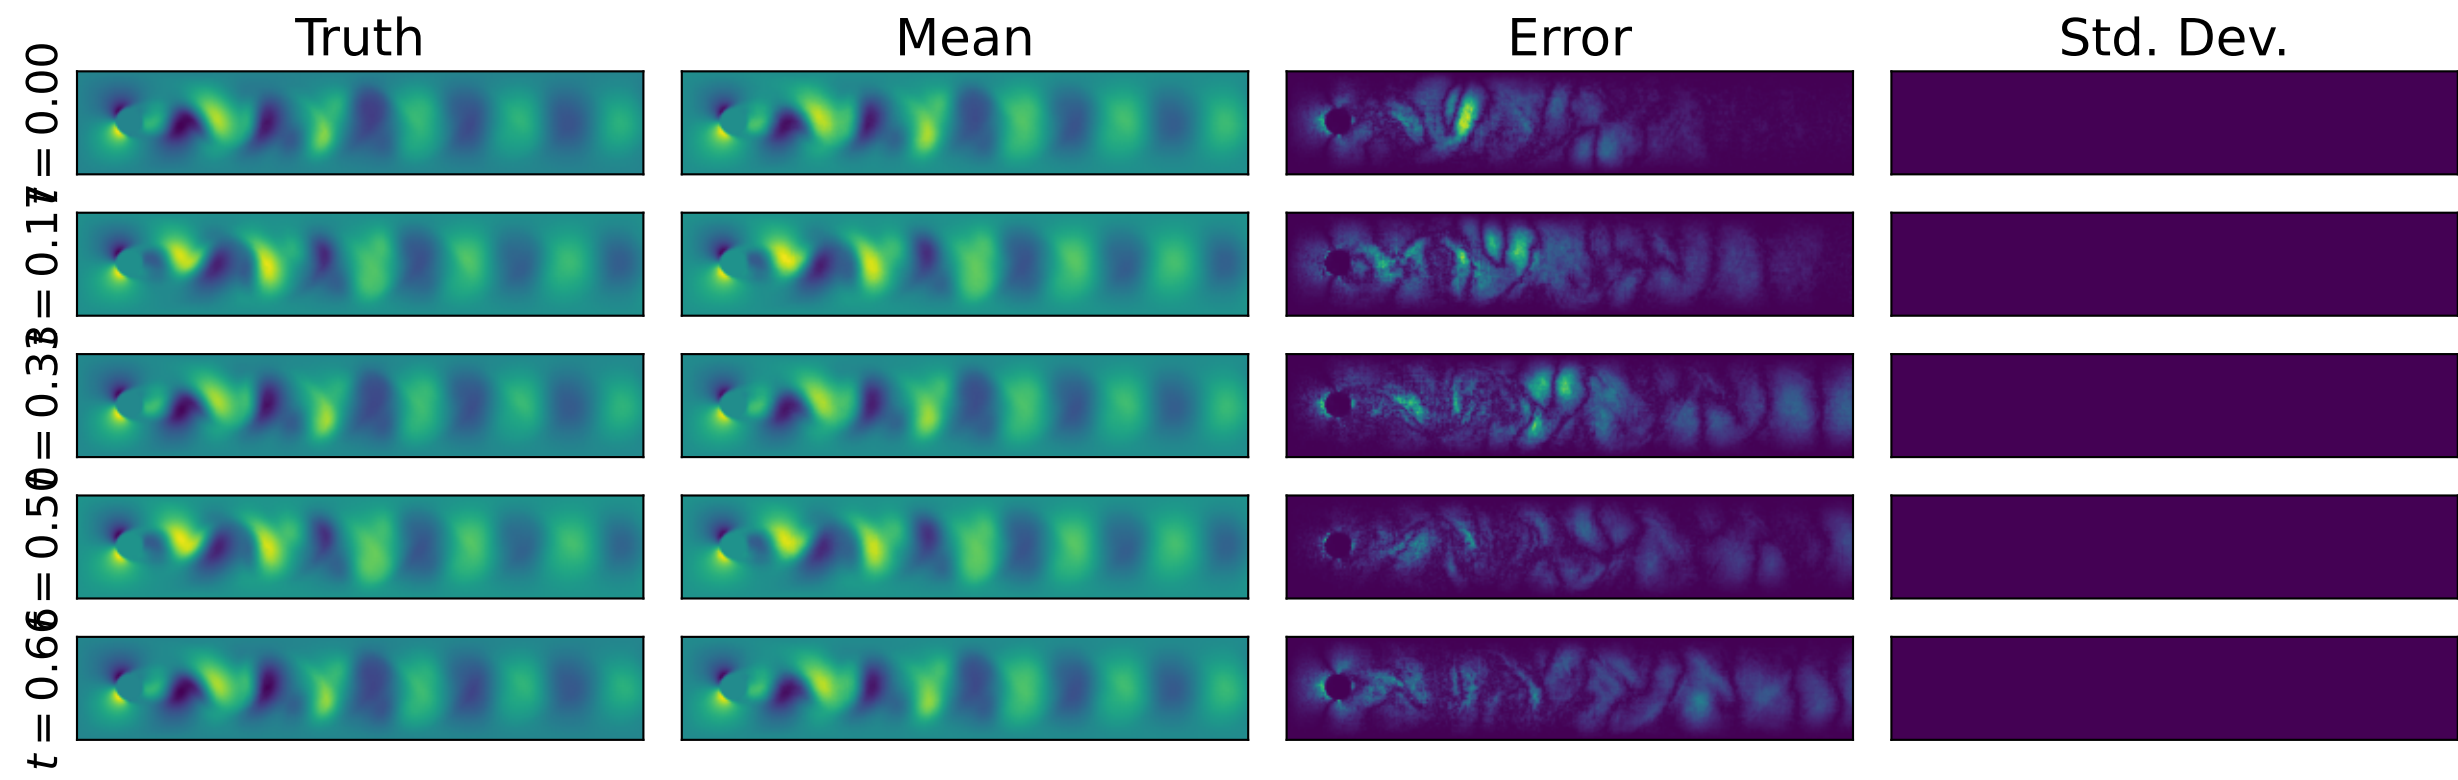 Truth Mean Error Std. Dev.
t = 0.00
t = 0.17
t = 0.33
t = 0.50
t = 0.66